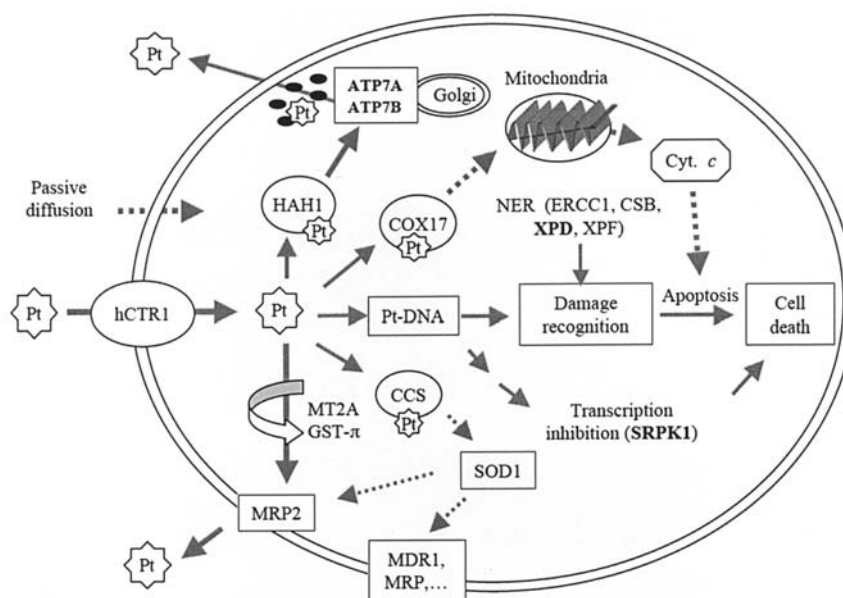 Pt
ATP7A
ATP7B
Golgi
Pt
Mitochondria
Cyt. c
Passive
diffusion
HAH1
Pt
COX17
Pt
NER (ERCC1, CSB,
XPD, XPF)
Pt
hCTR1
Pt
Pt-DNA
Damage
recognition
Apoptosis
Cell
death
MT2A
GST-π
CCS
Pt
Transcription
inhibition (SRPK1)
SOD1
MRP2
Pt
MDR1,
MRP,...